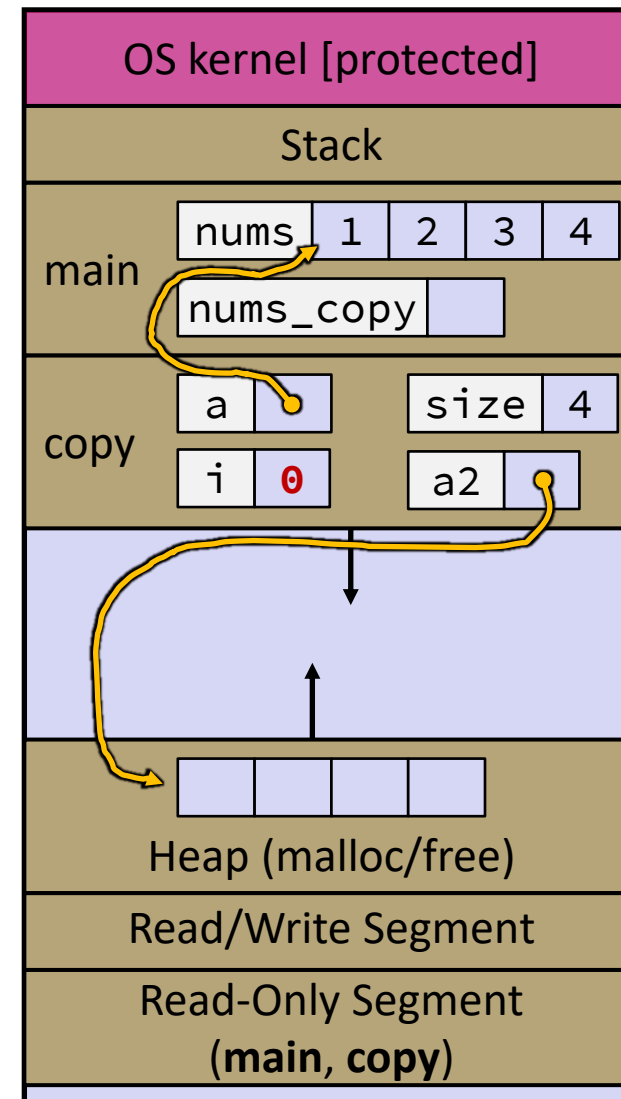 OS kernel [protected]
Stack
main
nums 1 2 3 4
nums_copy
copy
a size 4
i 0 a2
Heap (malloc/free)
Read/Write Segment
Read-Only Segment
(main, copy)